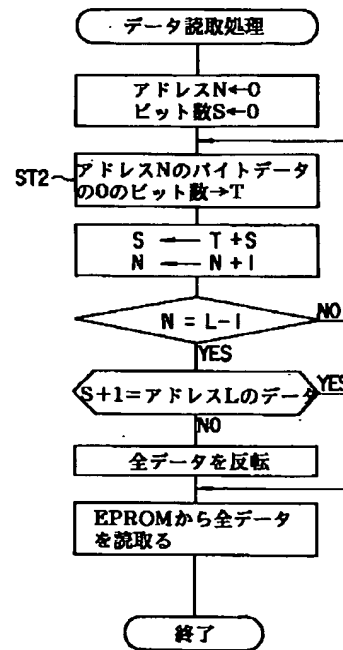 データ読取処理
アドレスN←0
ビット数S←0
ST2
アドレスNのバイトデータ
の0のビット数→T
S ← T+S
N ← N+1
N = L-1
NO
YES
S+1=アドレスLのデータ
YES
NO
全データを反転
EPROMから全データ
を読取る
終了